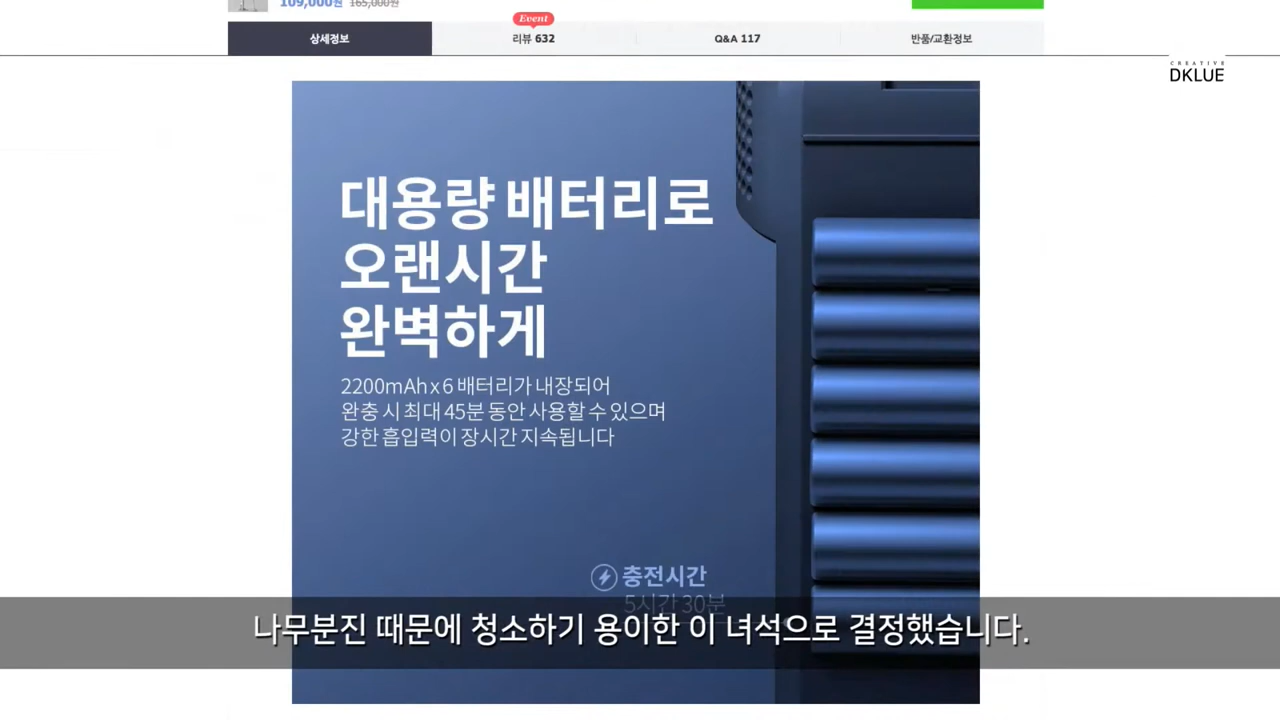 109,000원 165,000원
Event
상세정보
리뷰 632
Q&A 117
반품/교환정보
CREATIVE
DKLUE
대용량 배터리로
오랜시간
완벽하게
2200mAh x 6 배터리가 내장되어
완충 시 최대 45분 동안 사용할 수 있으며
강한 흡입력이 장시간 지속됩니다
충전시간
5시간 30분
나무분진 때문에 청소하기 용이한 이 녀석으로 결정했습니다.